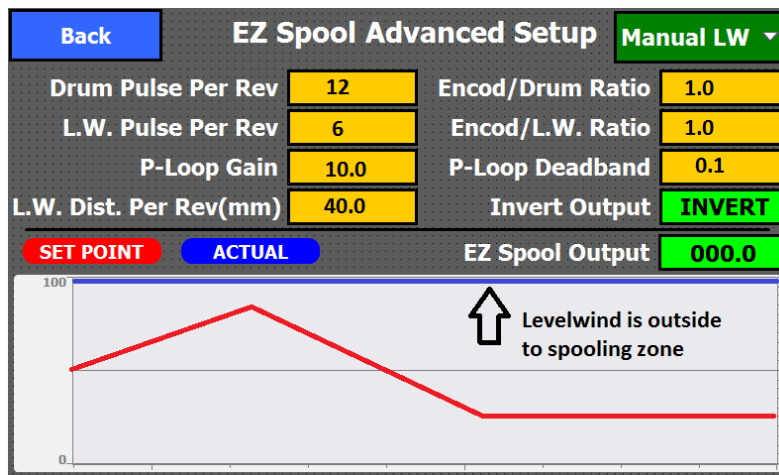 Back EZ Spool Advanced Setup Manual LW
Drum Pulse Per Rev 12 Encod/Drum Ratio 1.0
L.W. Pulse Per Rev 6 Encod/L.W. Ratio 1.0
P-Loop Gain 10.0 P-Loop Deadband 0.1
L.W. Dist. Per Rev(mm) 40.0 Invert Output INVERT
SET POINT ACTUAL EZ Spool Output 000.0
100
Levelwind is outside
to spooling zone
0